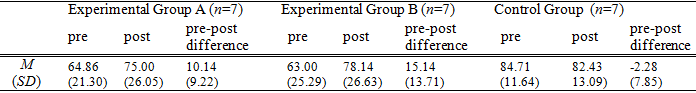 Experimental Group A (n=7) Experimental Group B (n=7) Control Group (n=7)
pre post pre-post difference pre post pre-post difference pre post pre-post difference
M 64.86 75.00 10.14 63.00 78.14 15.14 84.71 82.43 -2.28
(SD) (21.30) (26.05) (9.22) (25.29) (26.63) (13.71) (11.64) 13.09) (7.85)